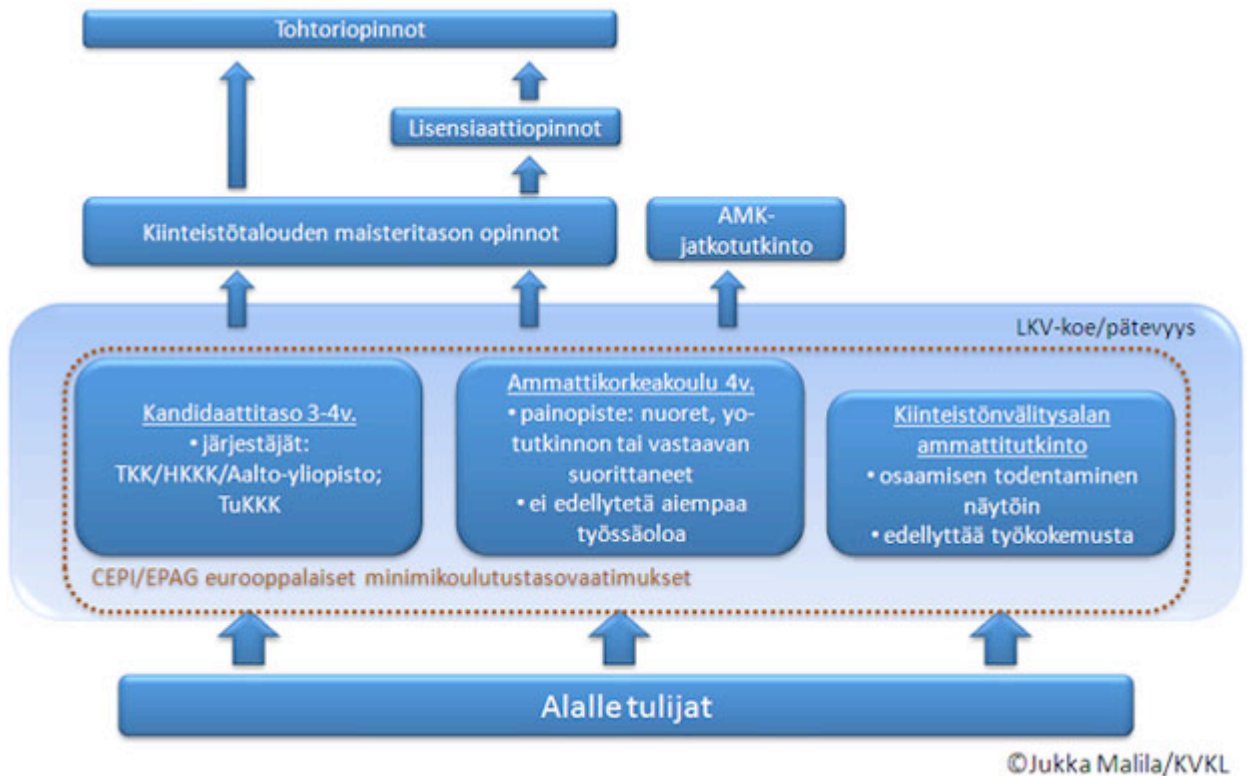 Tohtoriopinnot
Lisensiaattiopinnot
Kiinteistötalouden maisteritason opinnot
AMK-
jatkotutkinto
LKV-koe/pätevyys
Kandidaattitaso 3-4v.
• järjestäjät:
TKK/HKKK/Aalto-yliopisto;
TuKKK
Ammattikorkeakoulu 4v.
• painopiste: nuoret, yo-
tutkinnon tai vastaavan
suorittaneet
• ei edellytetä aiempaa
työssäoloa
Kiinteistönvälitysalan
ammattitutkinto
• osaamisen todentaminen
näytöin
• edellyttää työkokemusta
CEPI/EPAG eurooppalaiset minimikoulutustasovaatimukset
Alalle tulijat
©Jukka Malila/KVKL